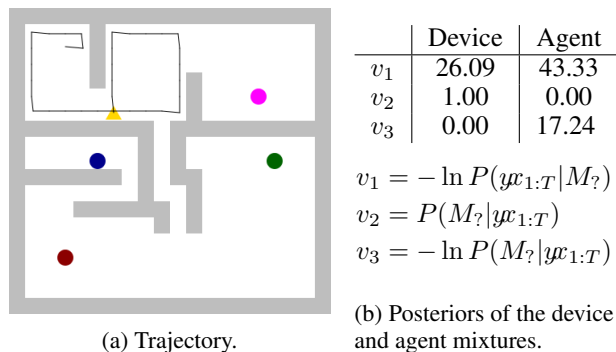 Device Agent
v₁ 26.09 43.33
v₂ 1.00 0.00
v₃ 0.00 17.24
v₁ = − ln P(yx₁:T|M?)
v₂ = P(M?|yx₁:T)
v₃ = − ln P(M?|yx₁:T)
(a) Trajectory.
(b) Posteriors of the device
and agent mixtures.